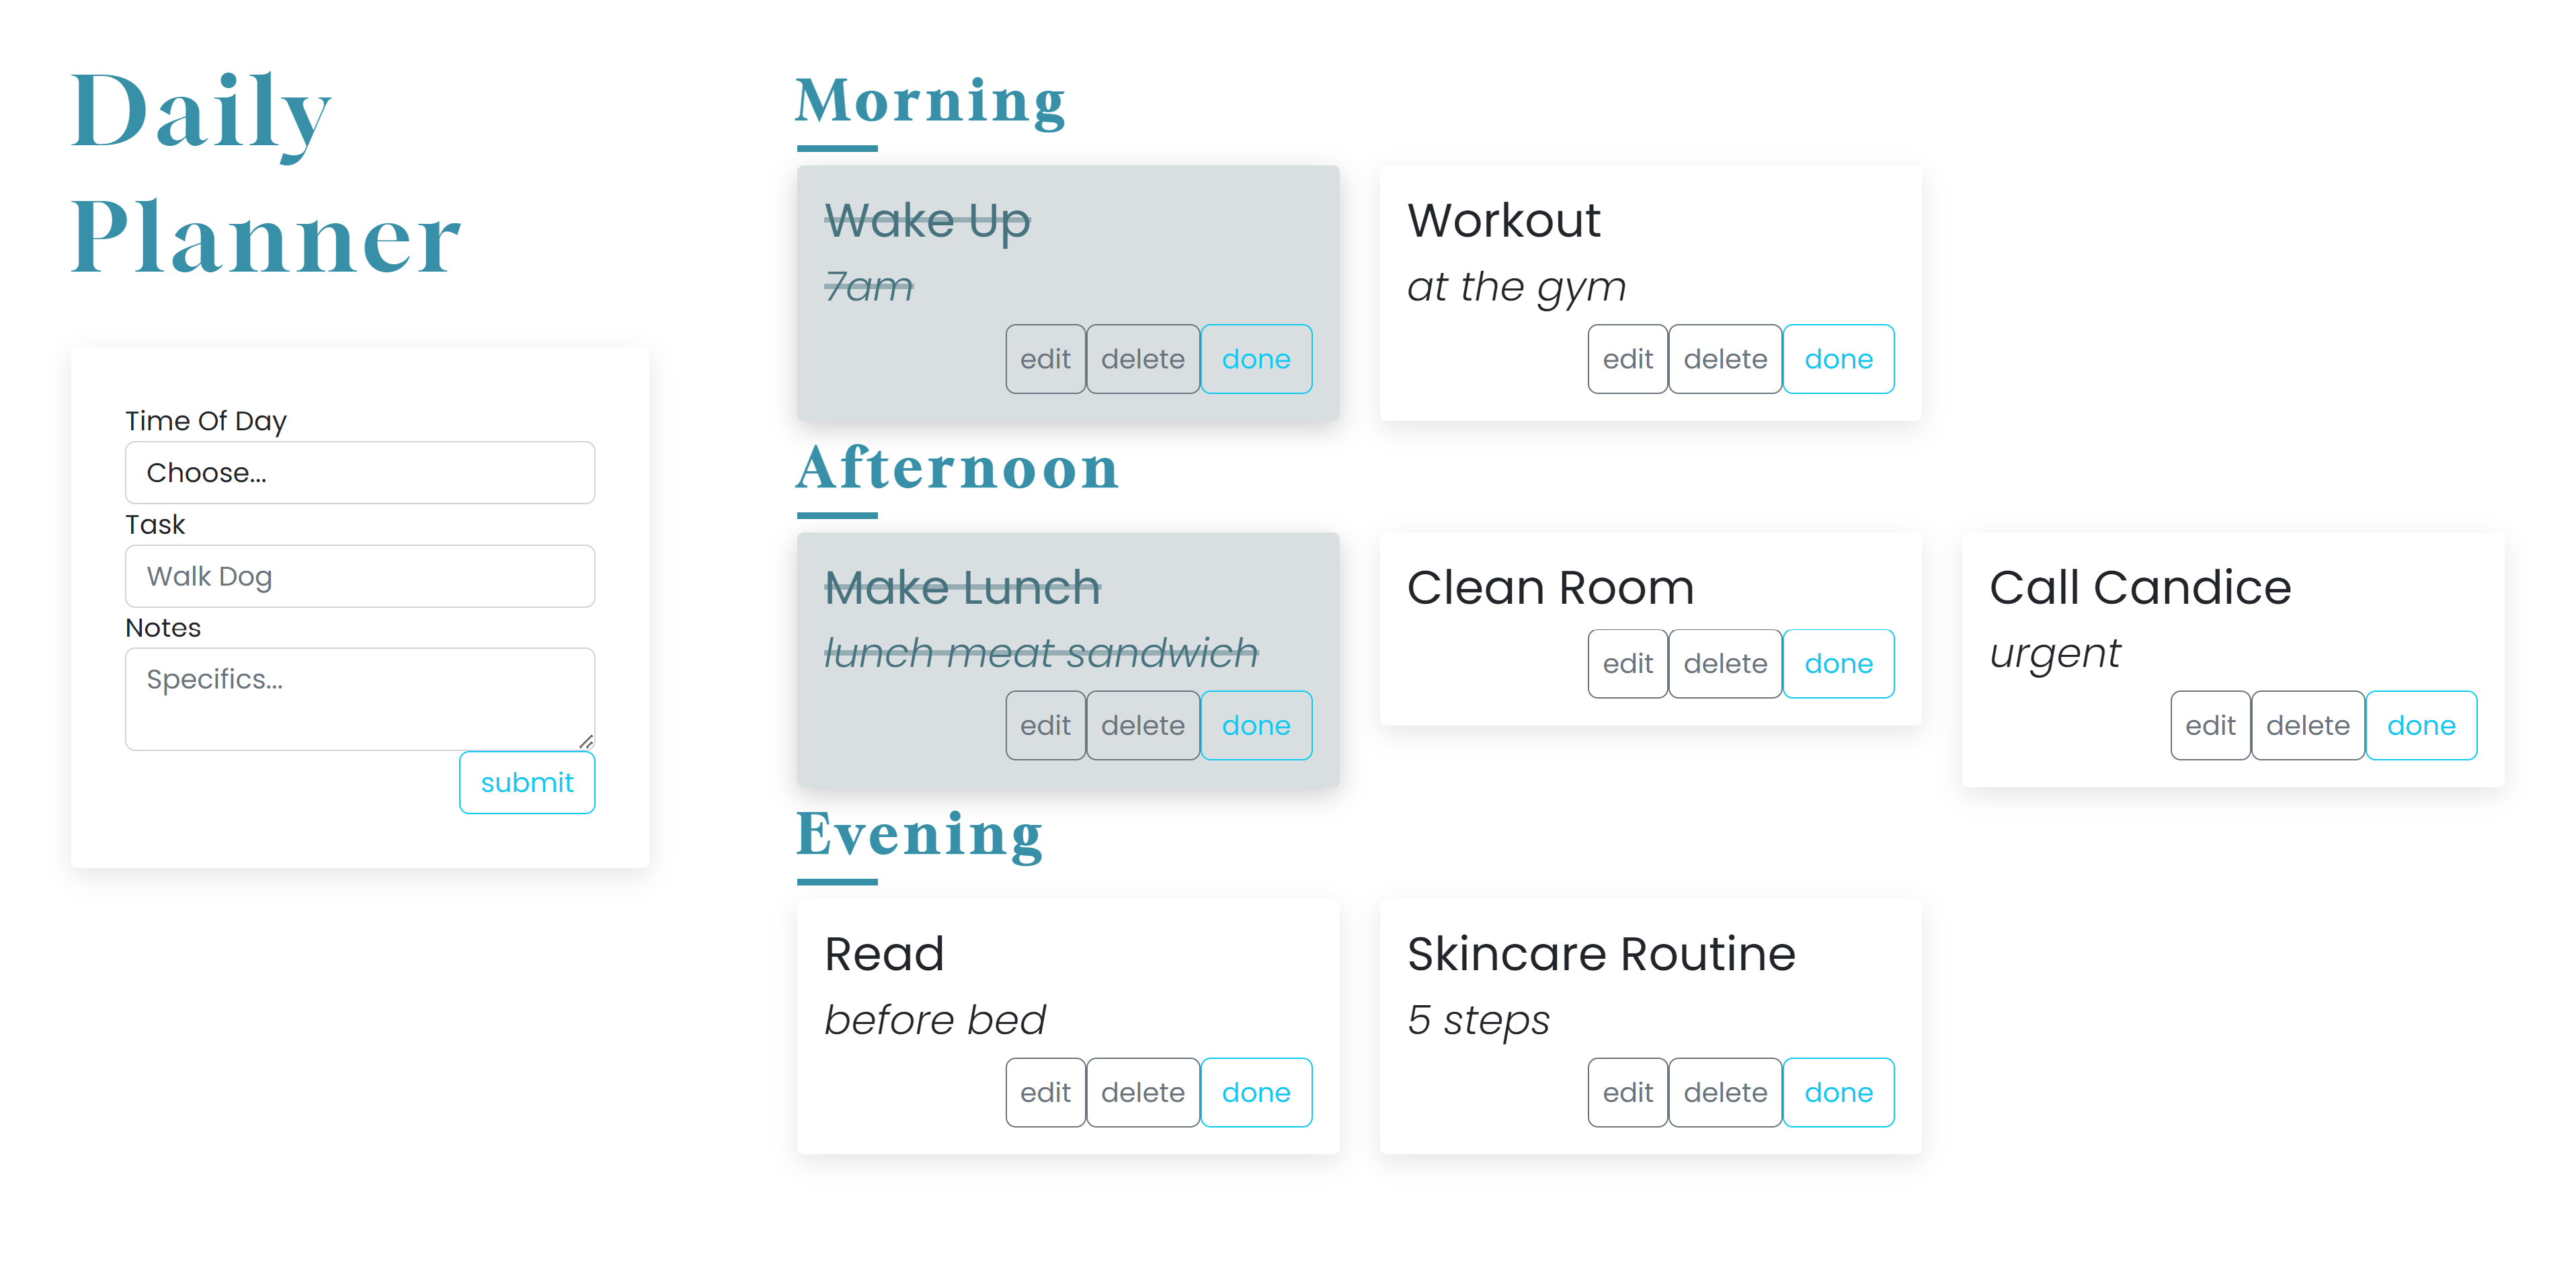 Daily
Planner
Time Of Day
Choose...
Task
Walk Dog
Notes
Specifics...
submit
Morning
Wake Up
7am
edit delete done
Workout
at the gym
edit delete done
Afternoon
Make Lunch
lunch meat sandwich
edit delete done
Clean Room
edit delete done
Call Candice
urgent
edit delete done
Evening
Read
before bed
edit delete done
Skincare Routine
5 steps
edit delete done